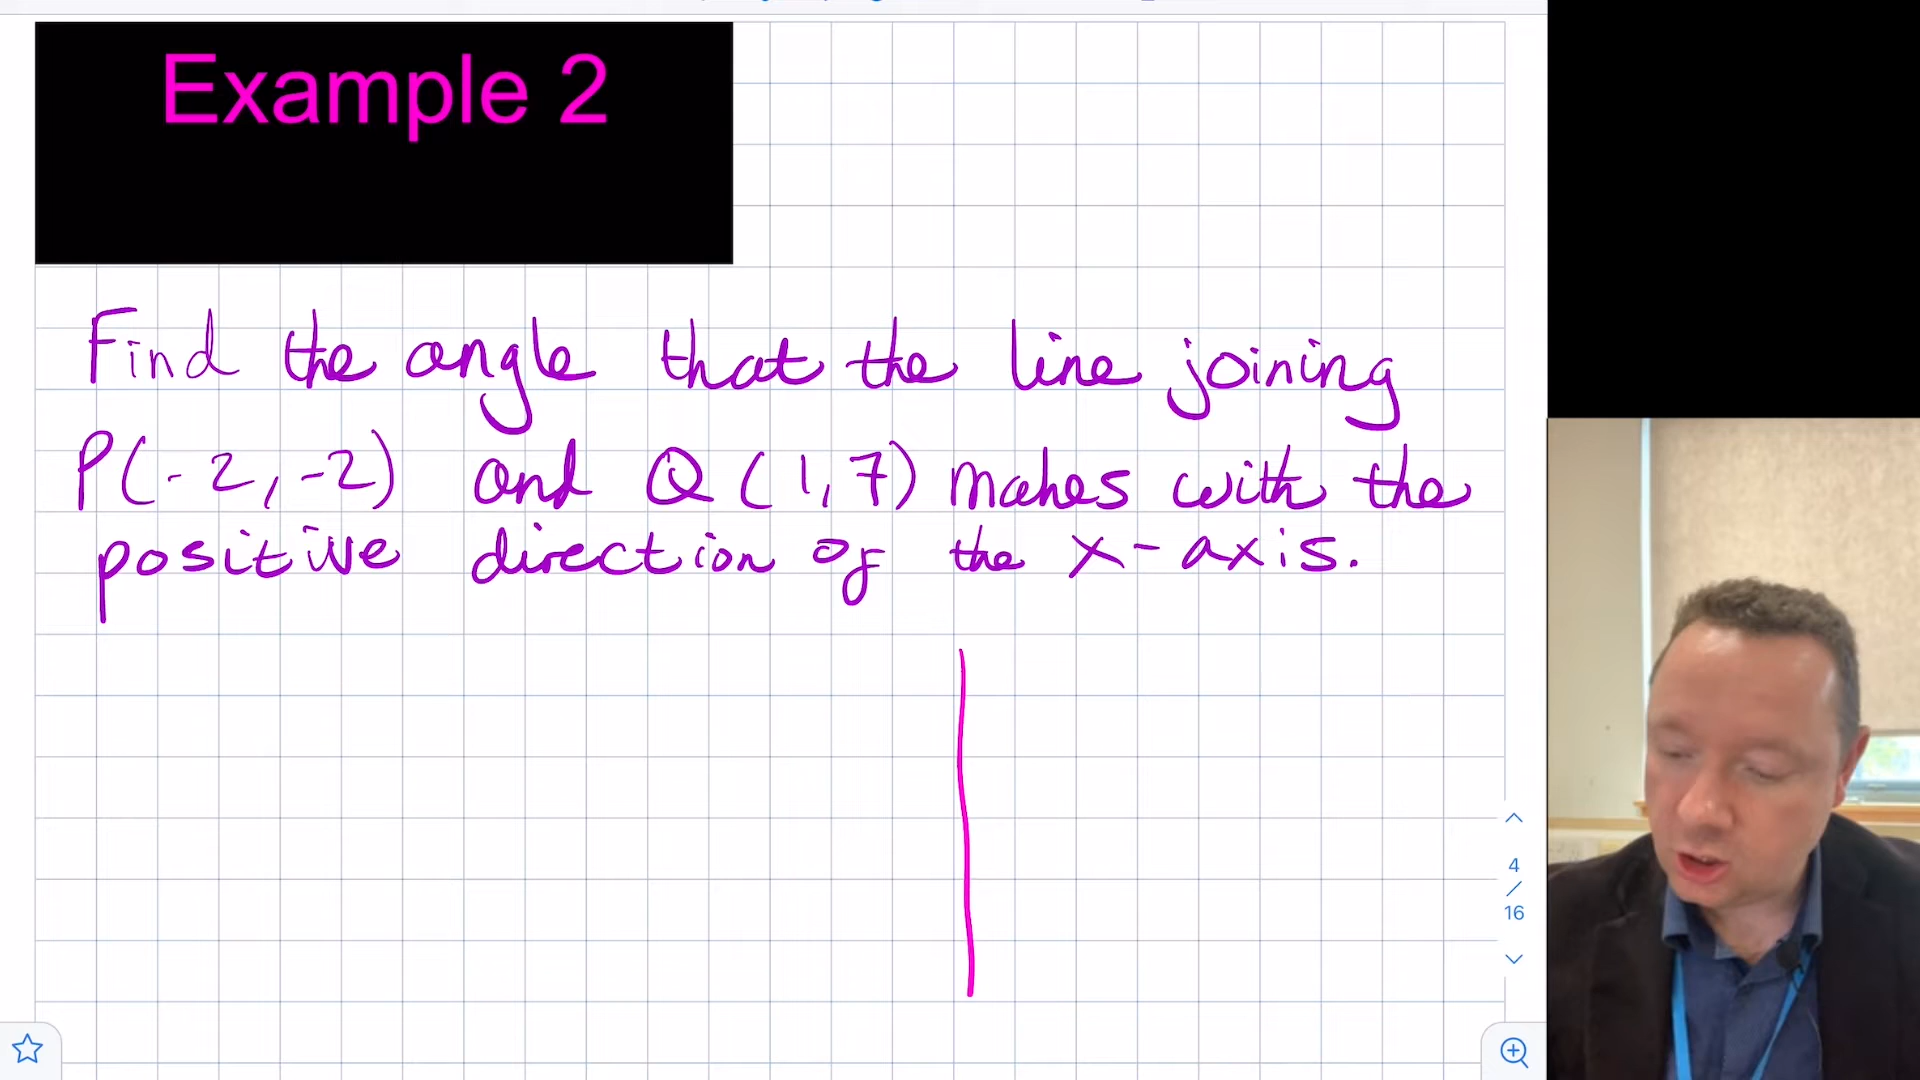 Example 2
Find the angle that the line joining
P(-2,-2) and Q(1,7) makes with the
positive direction of the x-axis.
4
/
16